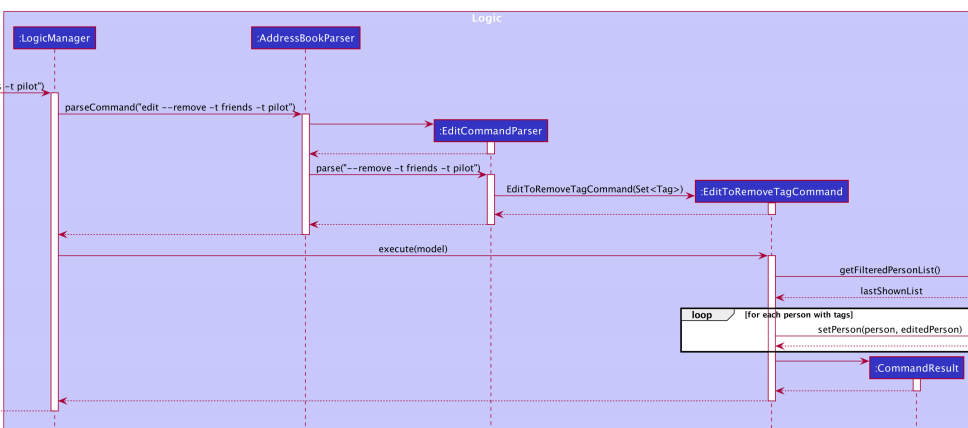 Logic
:LogicManager
:AddressBookParser
-t pilot")
parseCommand("edit --remove -t friends -t pilot")
:EditCommandParser
parse("--remove -t friends -t pilot")
EditToRemoveTagCommand(Set<Tag>)
:EditToRemoveTagCommand
execute(model)
getFilteredPersonList()
lastShownList
loop
[for each person with tags]
setPerson(person, editedPerson)
:CommandResult